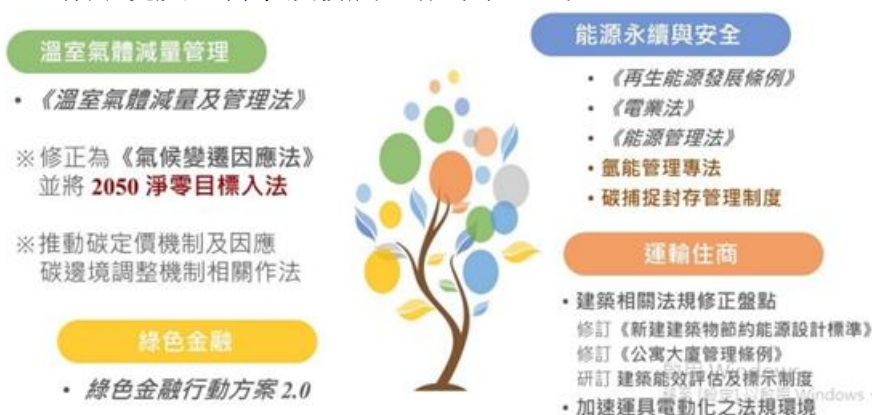 溫室氣體減量管理
• 《溫室氣體減量及管理法》
※修正為《氣候變遷因應法》
並將 2050 淨零目標入法
※推動碳定價機制及因應
碳邊境調整機制相關作法
綠色金融
• 綠色金融行動方案 2.0
能源永續與安全
• 《再生能源發展條例》
• 《電業法》
• 《能源管理法》
• 氫能管理專法
• 碳捕捉封存管理制度
運輸住商
• 建築相關法規修正盤點
修訂《新建建築物節約能源設計標準》
修訂《公寓大廈管理條例》
研訂 建築能效評估及標示制度
• 加速運具電動化之法規環境
Windows